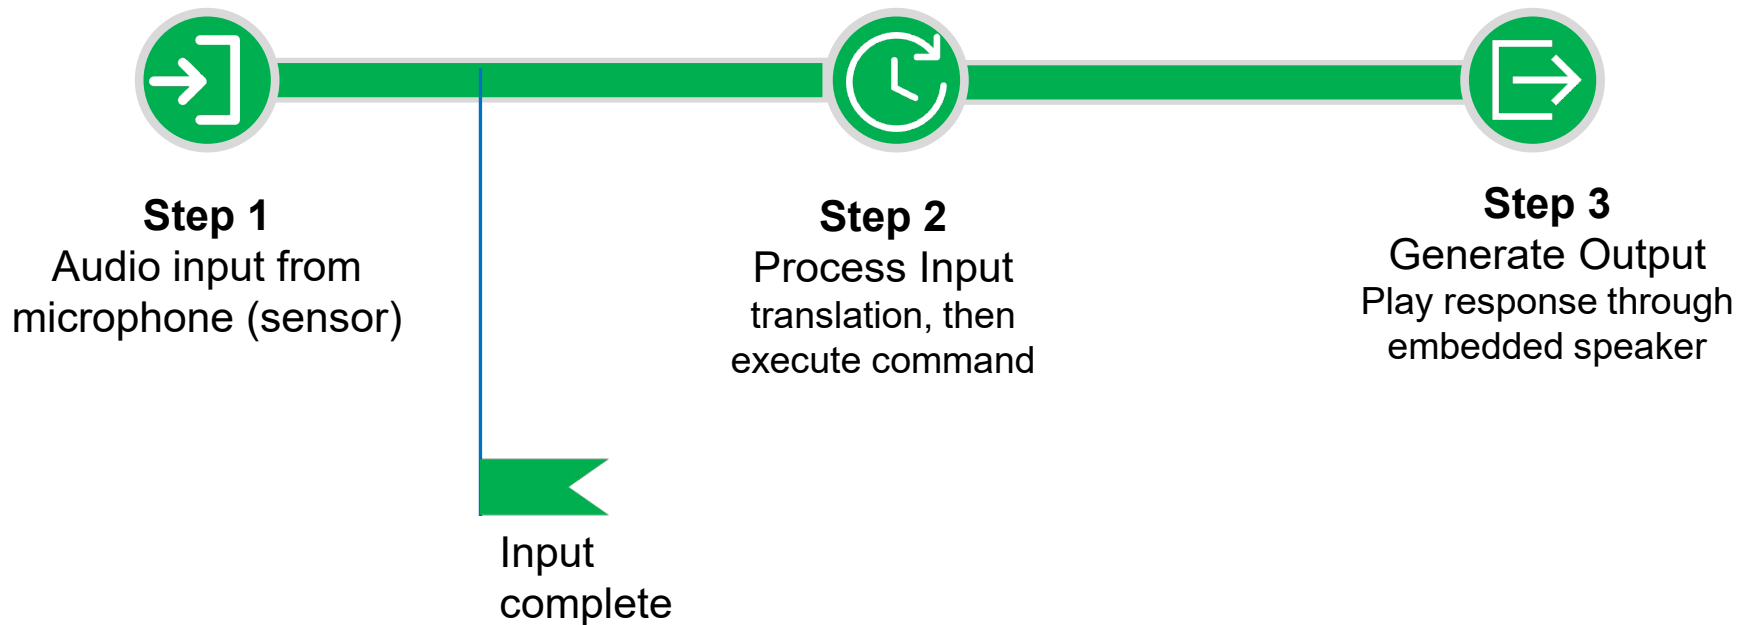 Step 1
Audio input from
microphone (sensor)
Step 2
Process Input
translation, then
execute command
Step 3
Generate Output
Play response through
embedded speaker
Input
complete